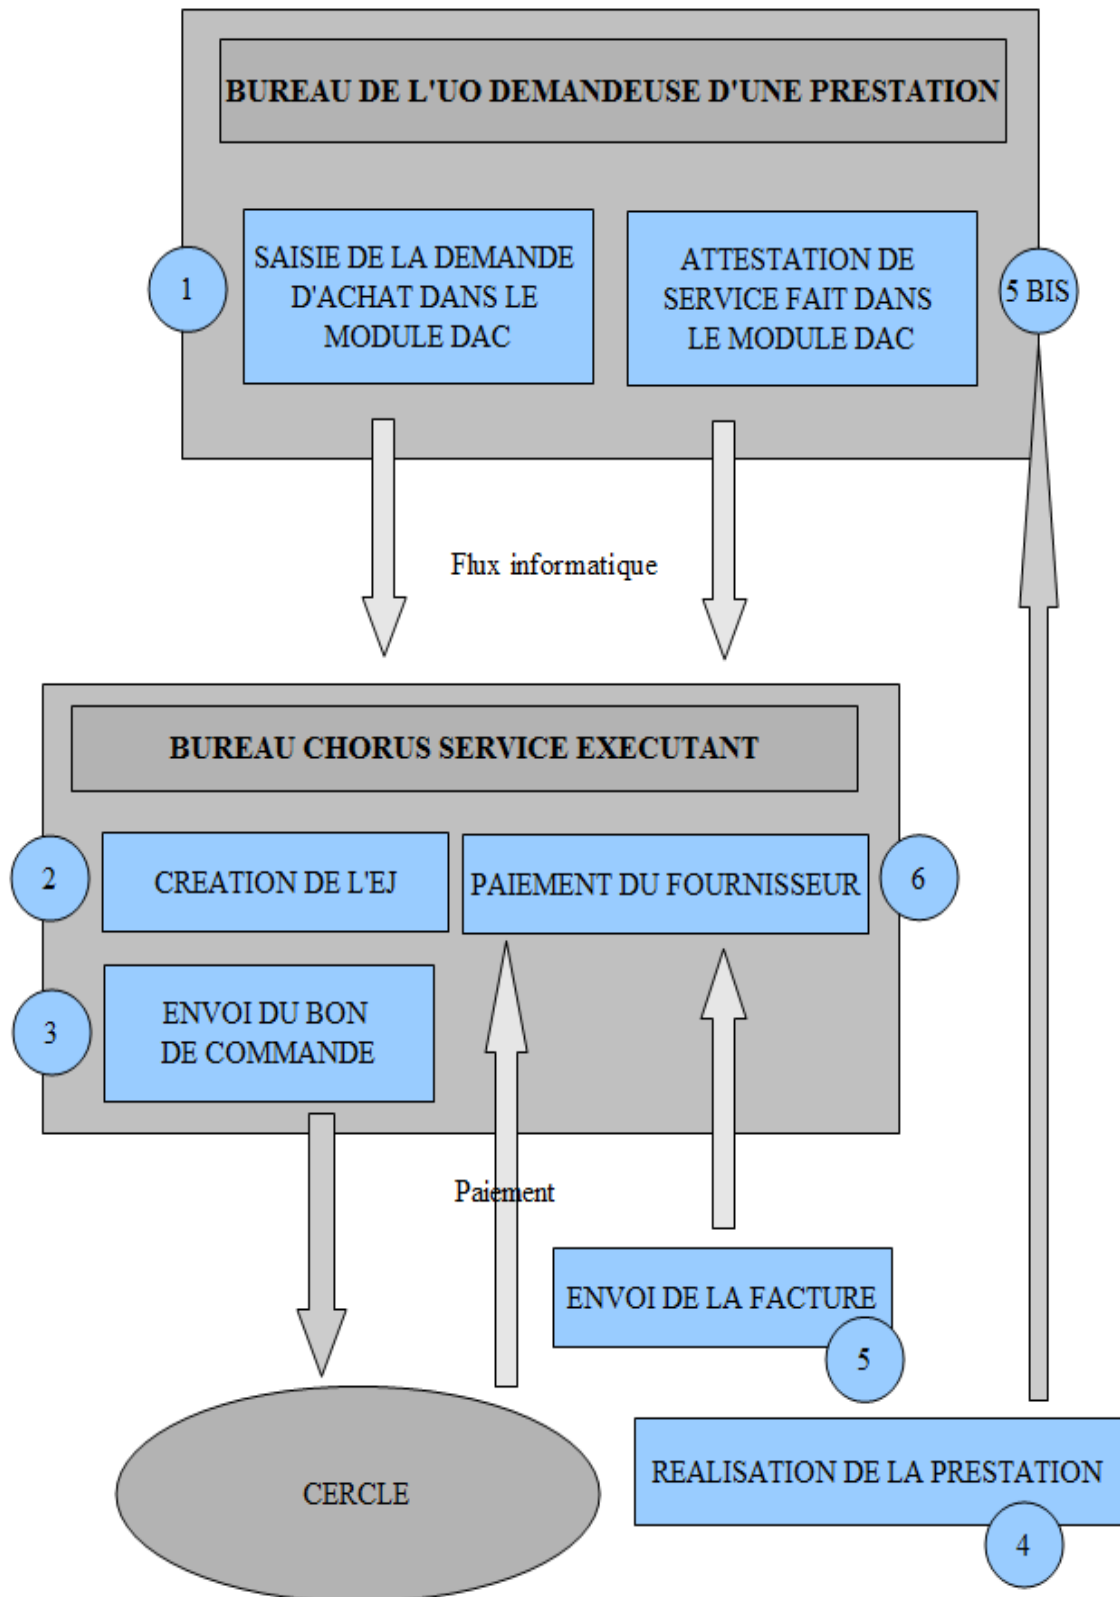 BUREAU DE L'UO DEMANDEUSE D'UNE PRESTATION
1
SAISIE DE LA DEMANDE
D'ACHAT DANS LE
MODULE DAC
ATTESTATION DE
SERVICE FAIT DANS
LE MODULE DAC
5 BIS
Flux informatique
BUREAU CHORUS SERVICE EXECUTANT
2
CREATION DE L'EJ
PAIEMENT DU FOURNISSEUR
6
3
ENVOI DU BON
DE COMMANDE
Paiement
ENVOI DE LA FACTURE
5
CERCLE
REALISATION DE LA PRESTATION
4